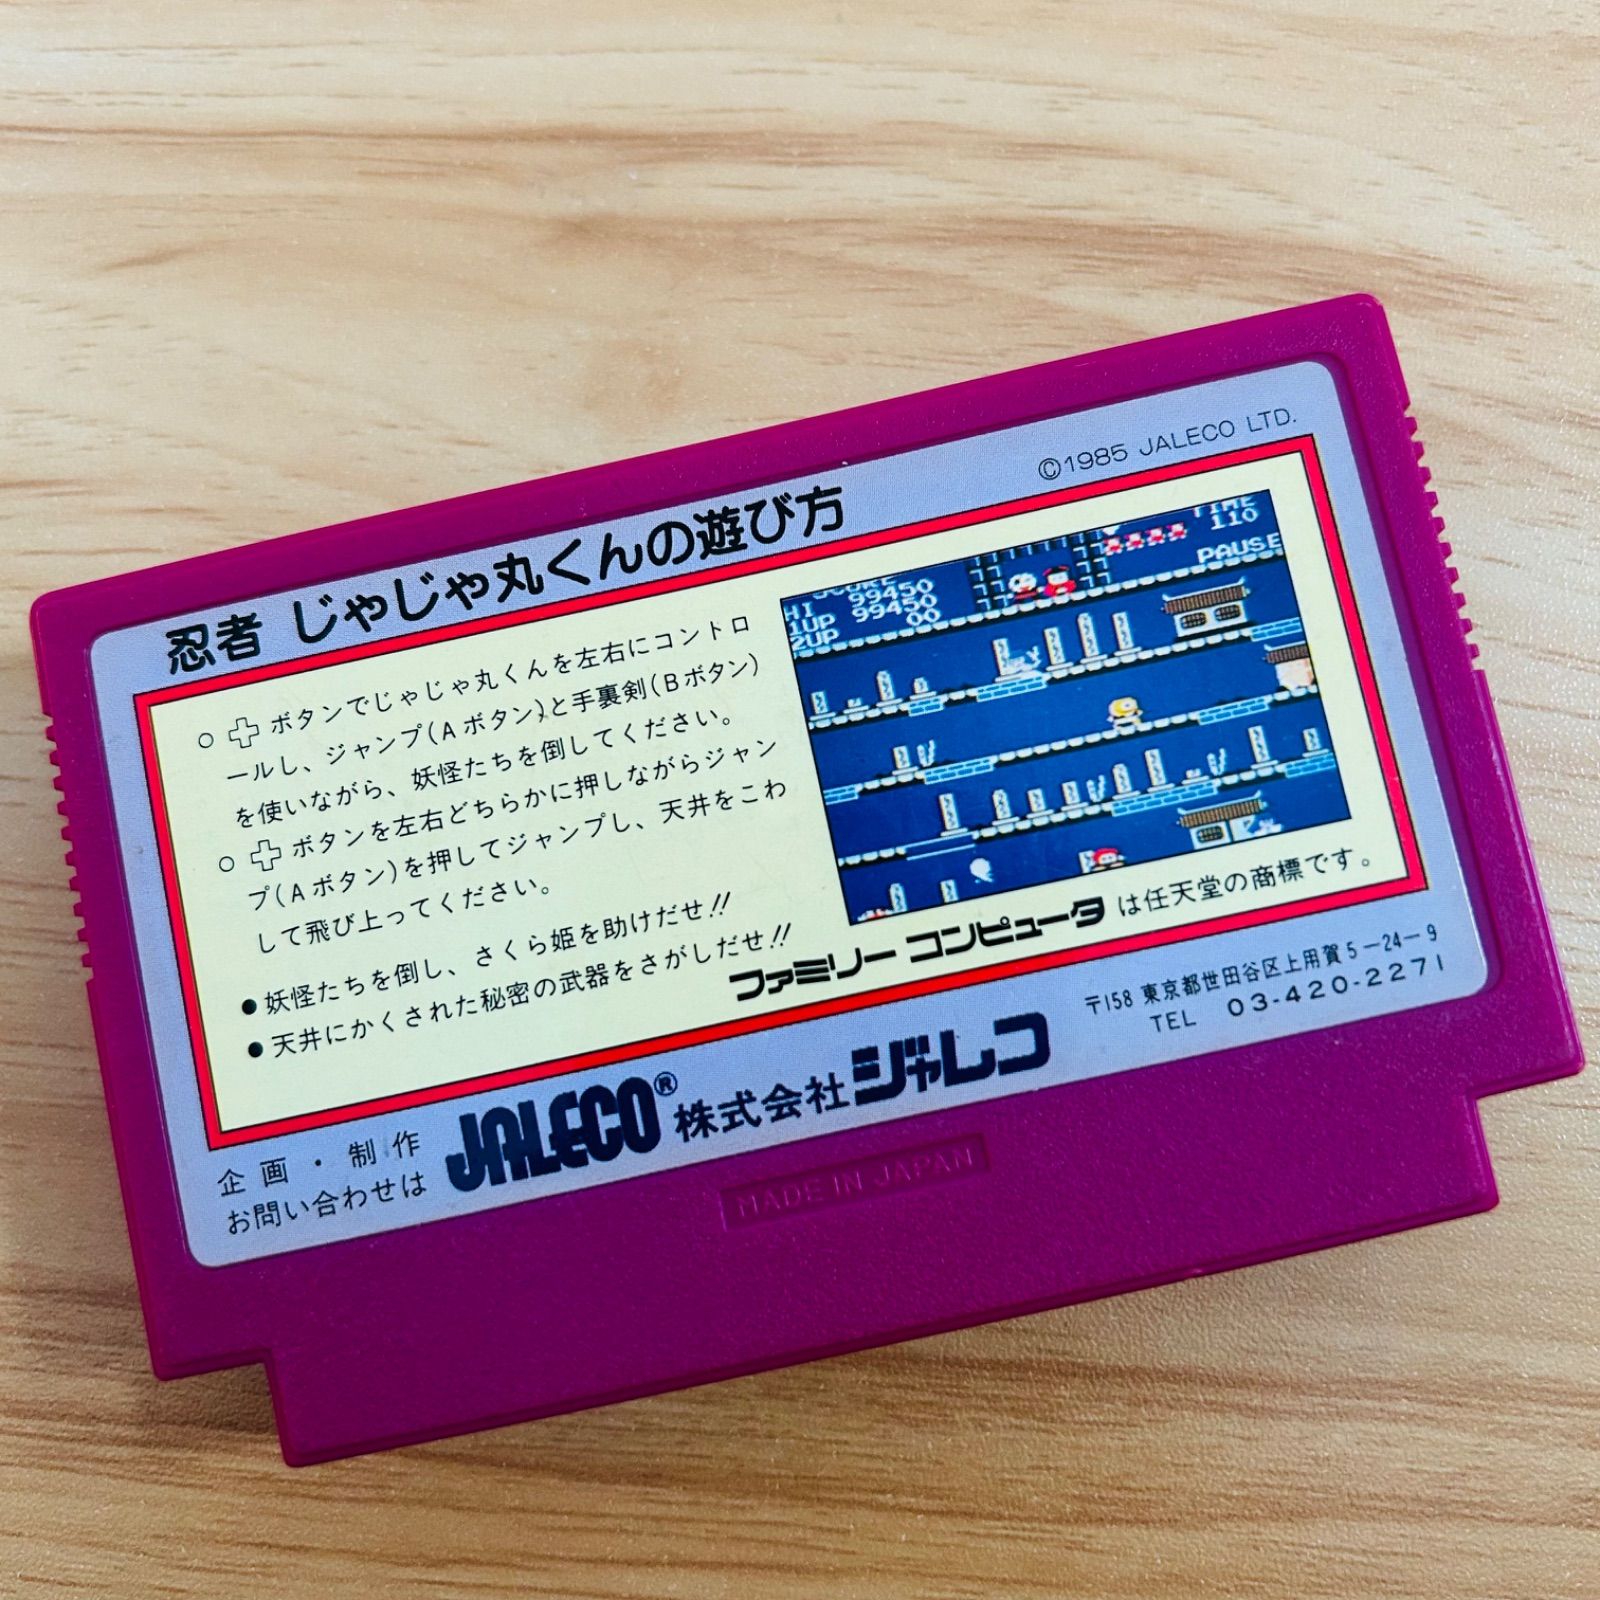 ©1985 JALECO LTD.
忍者 じゃじゃ丸くんの遊び方
○ ボタンでじゃじゃ丸くんを左右にコントロ
ールし、ジャンプ(Aボタン)と手裏剣(Bボタン)
を使いながら、妖怪たちを倒してください。
○ ボタンを左右どちらかに押しながらジャン
プ(Aボタン)を押してジャンプし、天井をこわ
して飛び上ってください。
●妖怪たちを倒し、さくら姫を助けだせ!!
●天井にかくされた秘密の武器をさがしだせ!!
SCORE
HI 99450
1UP 99450
2UP 00
TIME
110
PAUSE
ファミリー コンピュータ は任天堂の商標です。
企画・制作
お問い合わせは
JALECO® 株式会社ジャレコ
〒158 東京都世田谷区上用賀5-24-9
TEL 03-420-2271
MADE IN JAPAN